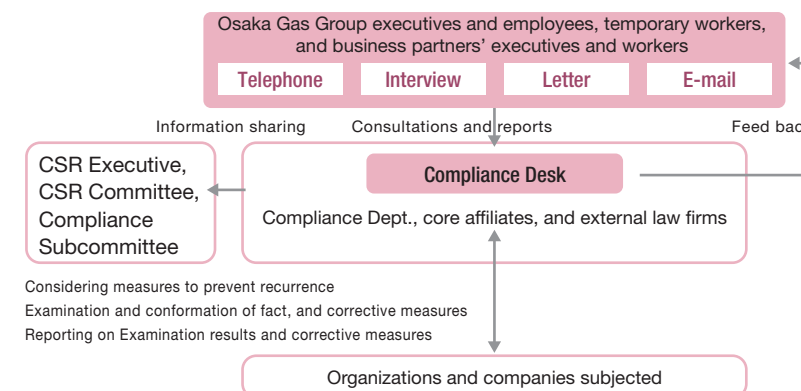 Osaka Gas Group executives and employees, temporary workers,
and business partners’ executives and workers
Telephone Interview Letter E-mail
Information sharing Consultations and reports Feed bac
CSR Executive,
CSR Committee,
Compliance
Subcommittee
Compliance Desk
Compliance Dept., core affiliates, and external law firms
Considering measures to prevent recurrence
Examination and conformation of fact, and corrective measures
Reporting on Examination results and corrective measures
Organizations and companies subjected